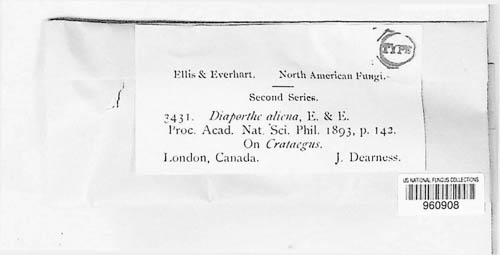 TYPE
Ellis & Everhart. North American Fungi.
Second Series.
3431. Diaporthe aliena, E. & E.
Proc. Acad. Nat. Sci. Phil. 1893, p. 142.
On Crataegus.
London, Canada. J. Dearness.
US NATIONAL FUNGUS COLLECTIONS
960908